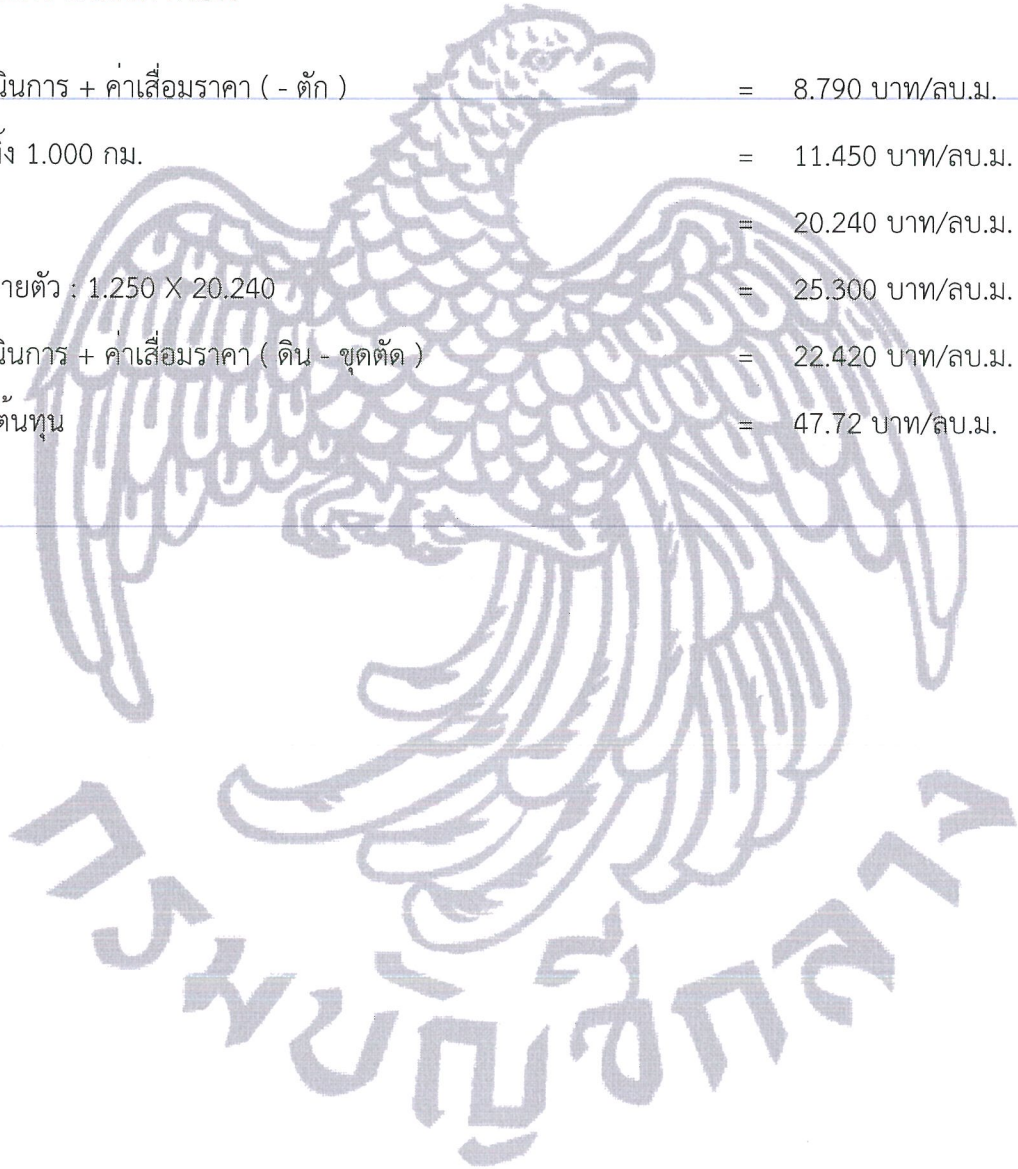 นินการ + ค่าเสื่อมราคา ( - ตัก ) = 8.790 บาท/ลบ.ม.
ทิ้ง 1.000 กม. = 11.450 บาท/ลบ.ม.
= 20.240 บาท/ลบ.ม.
ายตัว : 1.250 X 20.240 = 25.300 บาท/ลบ.ม.
นินการ + ค่าเสื่อมราคา ( ดิน - ขุดตัด ) = 22.420 บาท/ลบ.ม.
ต้นทุน = 47.72 บาท/ลบ.ม.
กรมบัญชีกลาง